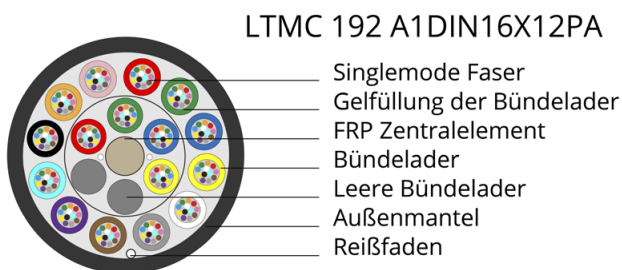 LTMC 192 A1DIN16X12PA
Singlemode Faser
Gelfüllung der Bündelader
FRP Zentralelement
Bündelader
Leere Bündelader
Außenmantel
Reißfaden